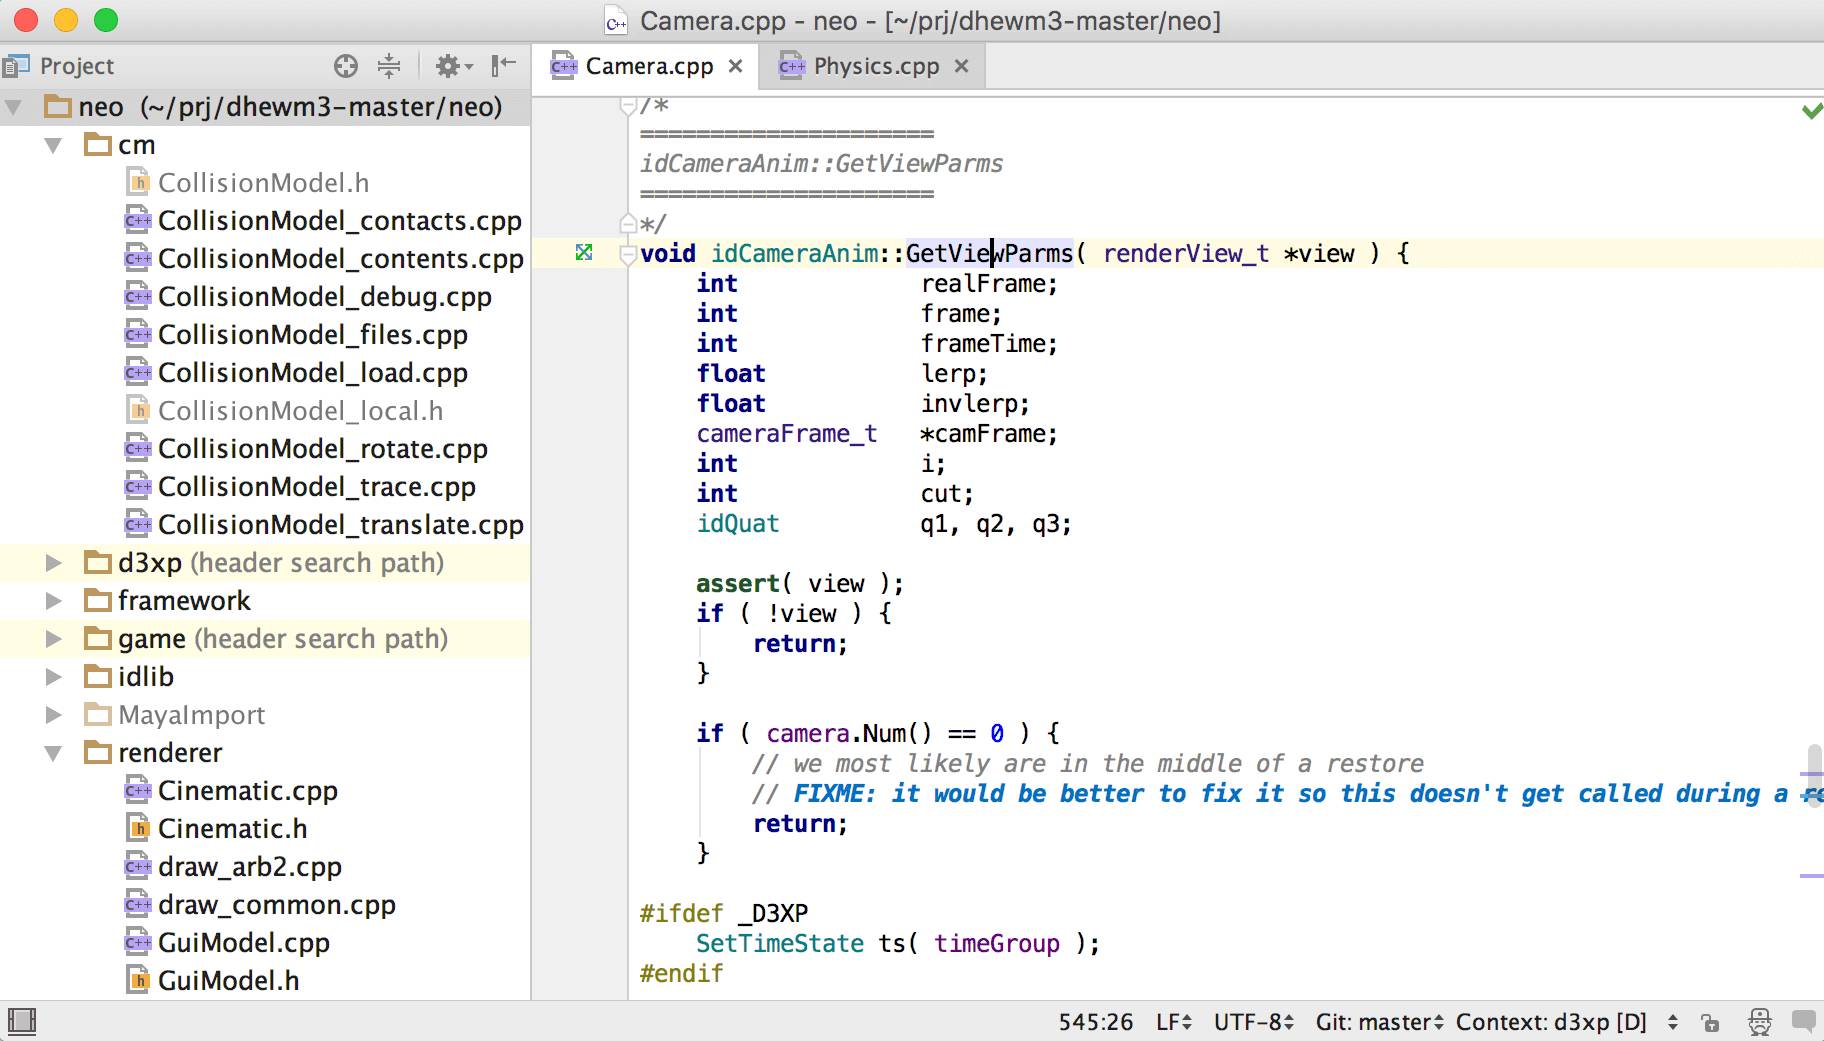 Camera.cpp - neo - [~/prj/dhewm3-master/neo]
Project
Camera.cpp
Physics.cpp
neo (~/prj/dhewm3-master/neo)
cm
CollisionModel.h
CollisionModel_contacts.cpp
CollisionModel_contents.cpp
CollisionModel_debug.cpp
CollisionModel_files.cpp
CollisionModel_load.cpp
CollisionModel_local.h
CollisionModel_rotate.cpp
CollisionModel_trace.cpp
CollisionModel_translate.cpp
d3xp (header search path)
framework
game (header search path)
idlib
MayaImport
renderer
Cinematic.cpp
Cinematic.h
draw_arb2.cpp
draw_common.cpp
GuiModel.cpp
GuiModel.h
/*
=====================
idCameraAnim::GetViewParms
=====================
*/
void idCameraAnim::GetViewParms( renderView_t *view ) {
int realFrame;
int frame;
int frameTime;
float lerp;
float invlerp;
cameraFrame_t *camFrame;
int i;
int cut;
idQuat q1, q2, q3;
assert( view );
if ( !view ) {
return;
}
if ( camera.Num() == 0 ) {
// we most likely are in the middle of a restore
// FIXME: it would be better to fix it so this doesn't get called during a re
return;
}
#ifdef _D3XP
SetTimeState ts( timeGroup );
#endif
545:26 LF UTF-8 Git: master Context: d3xp [D]